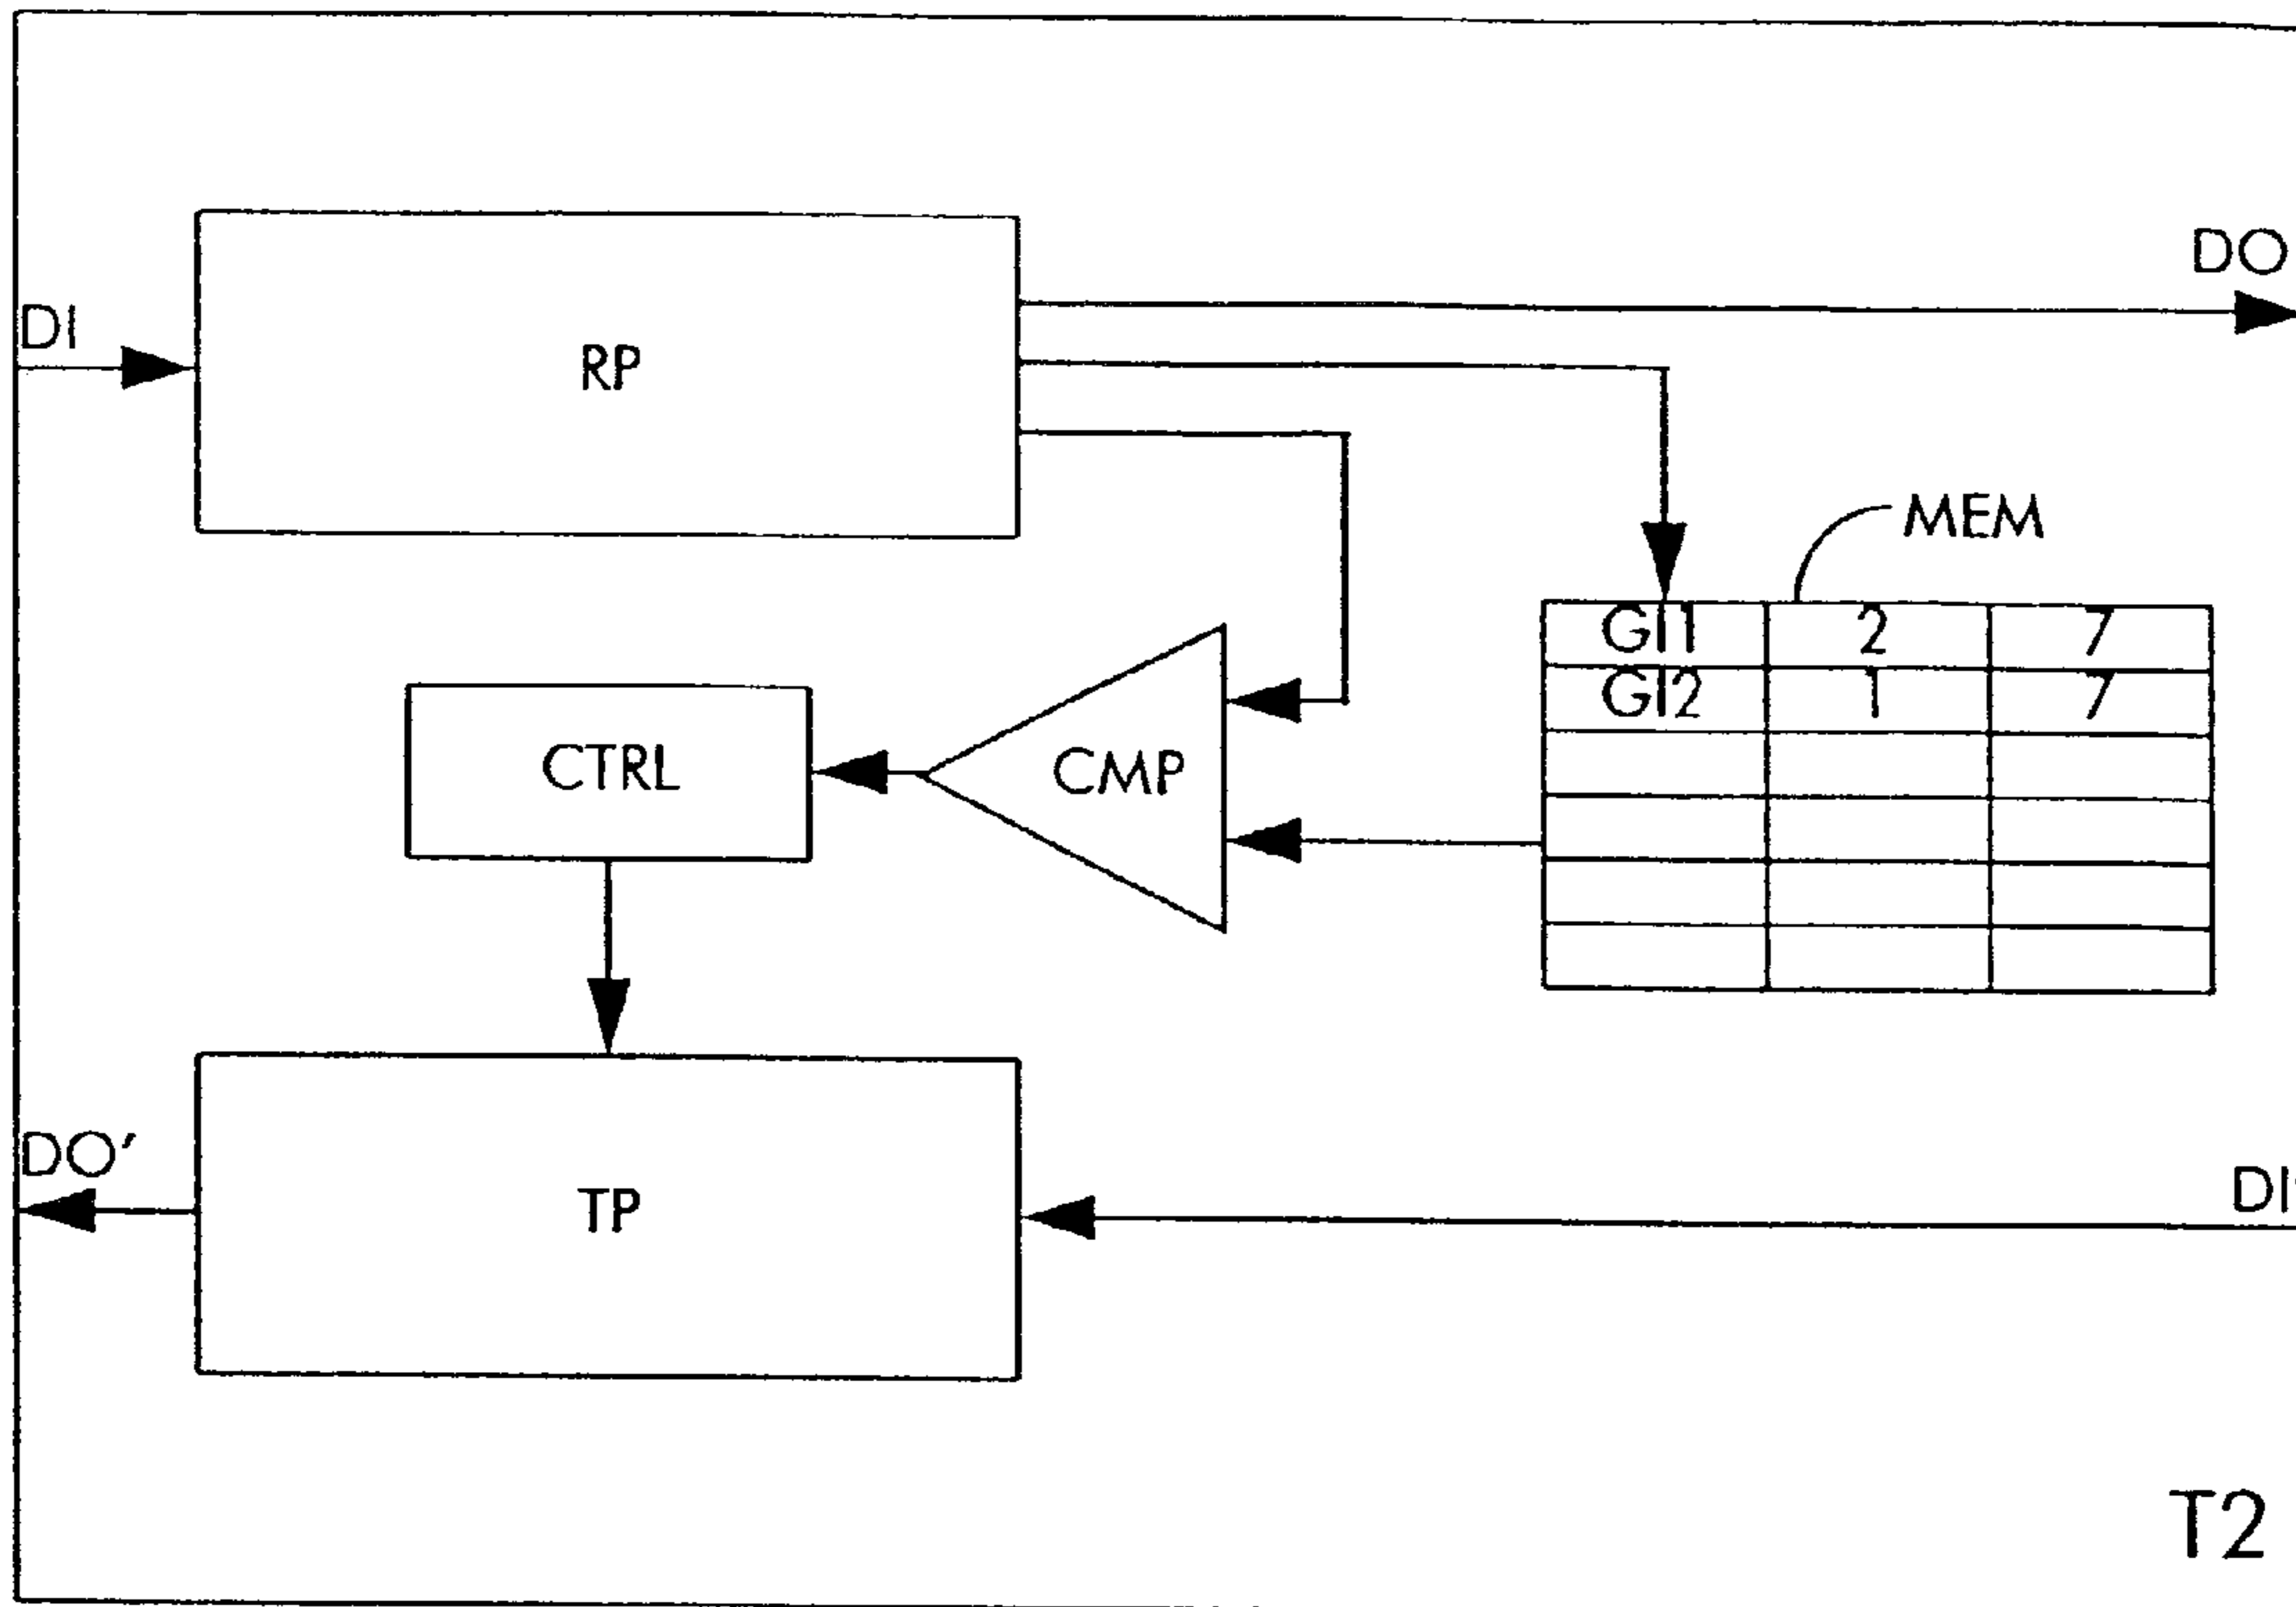 DO
DI
RP
MEM
GI1 2 7
GI2 1 7
CTRL
CMP
DO'
TP
DI'
T2